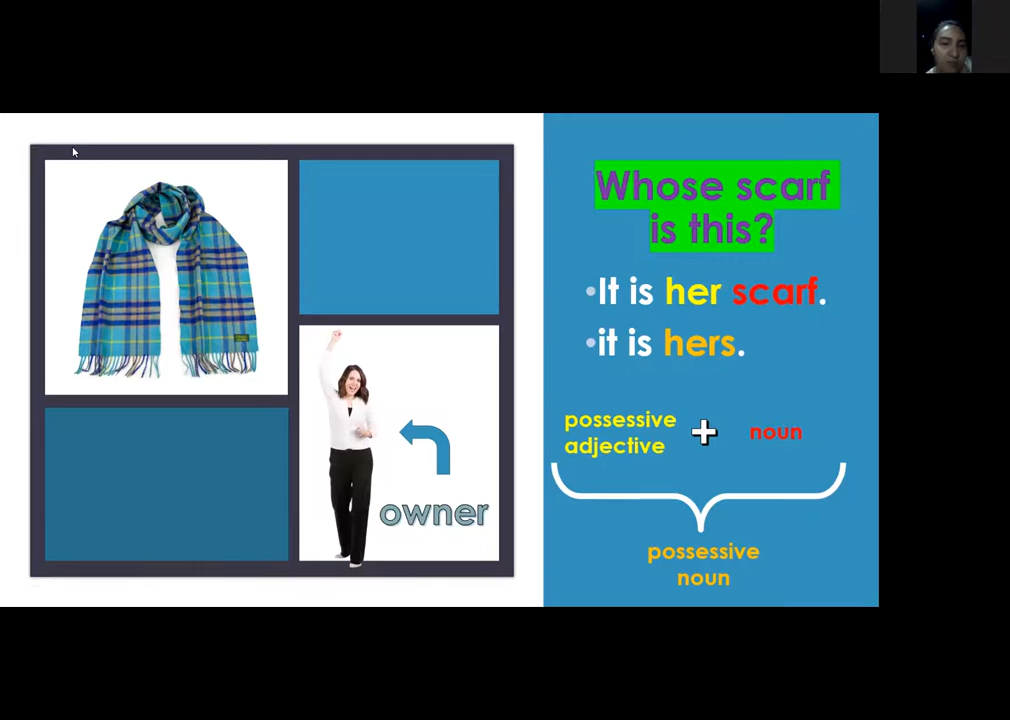 Whose scarf
is this?
•It is her scarf.
•it is hers.
possessive
adjective
+
noun
owner
possessive
noun